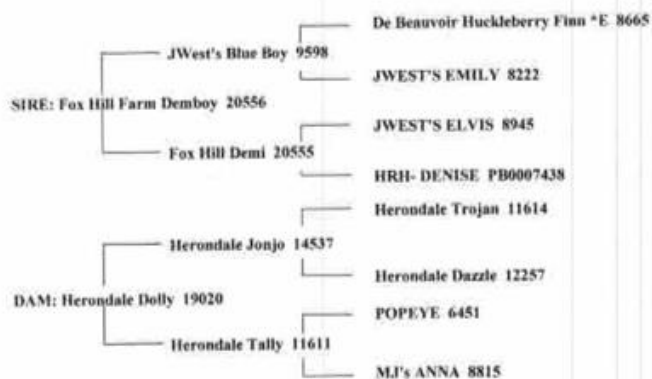 De Beauvoir Huckleberry Finn *E 8665
JWest's Blue Boy 9598
JWEST'S EMILY 8222
SIRE: Fox Hill Farm Demboy 20556
JWEST'S ELVIS 8945
Fox Hill Demi 20555
HRH- DENISE PB0007438
Herondale Trojan 11614
Herondale Jonjo 14537
Herondale Dazzle 12257
DAM: Herondale Dolly 19020
POPEYE 6451
Herondale Tally 11611
MJ's ANNA 8815